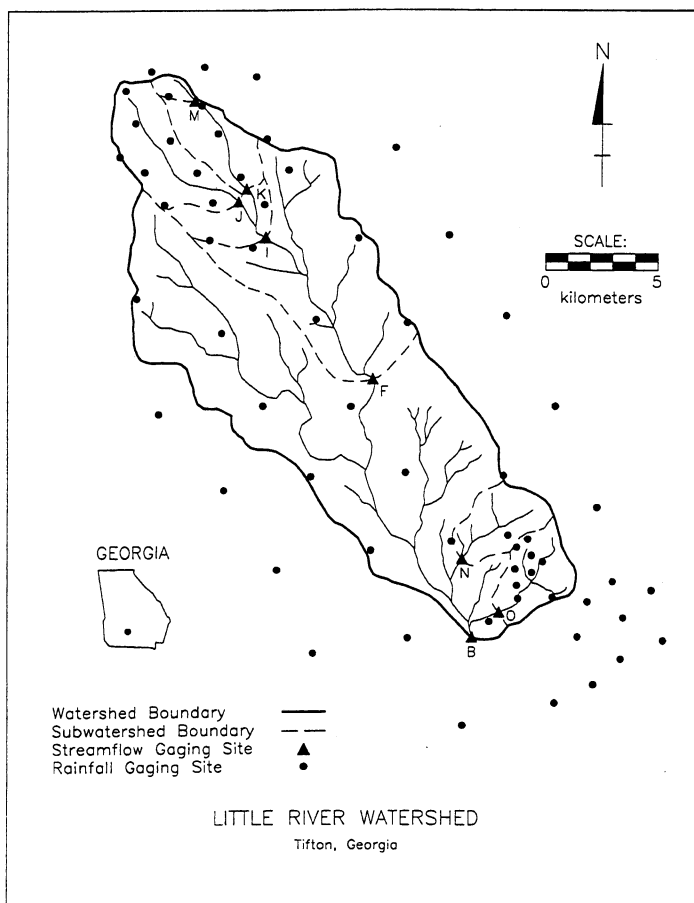 N
M
K
J
I
SCALE:
0 5
kilometers
F
GEORGIA
N
O
B
Watershed Boundary
Subwatershed Boundary
Streamflow Gaging Site
Rainfall Gaging Site
LITTLE RIVER WATERSHED
Tifton, Georgia